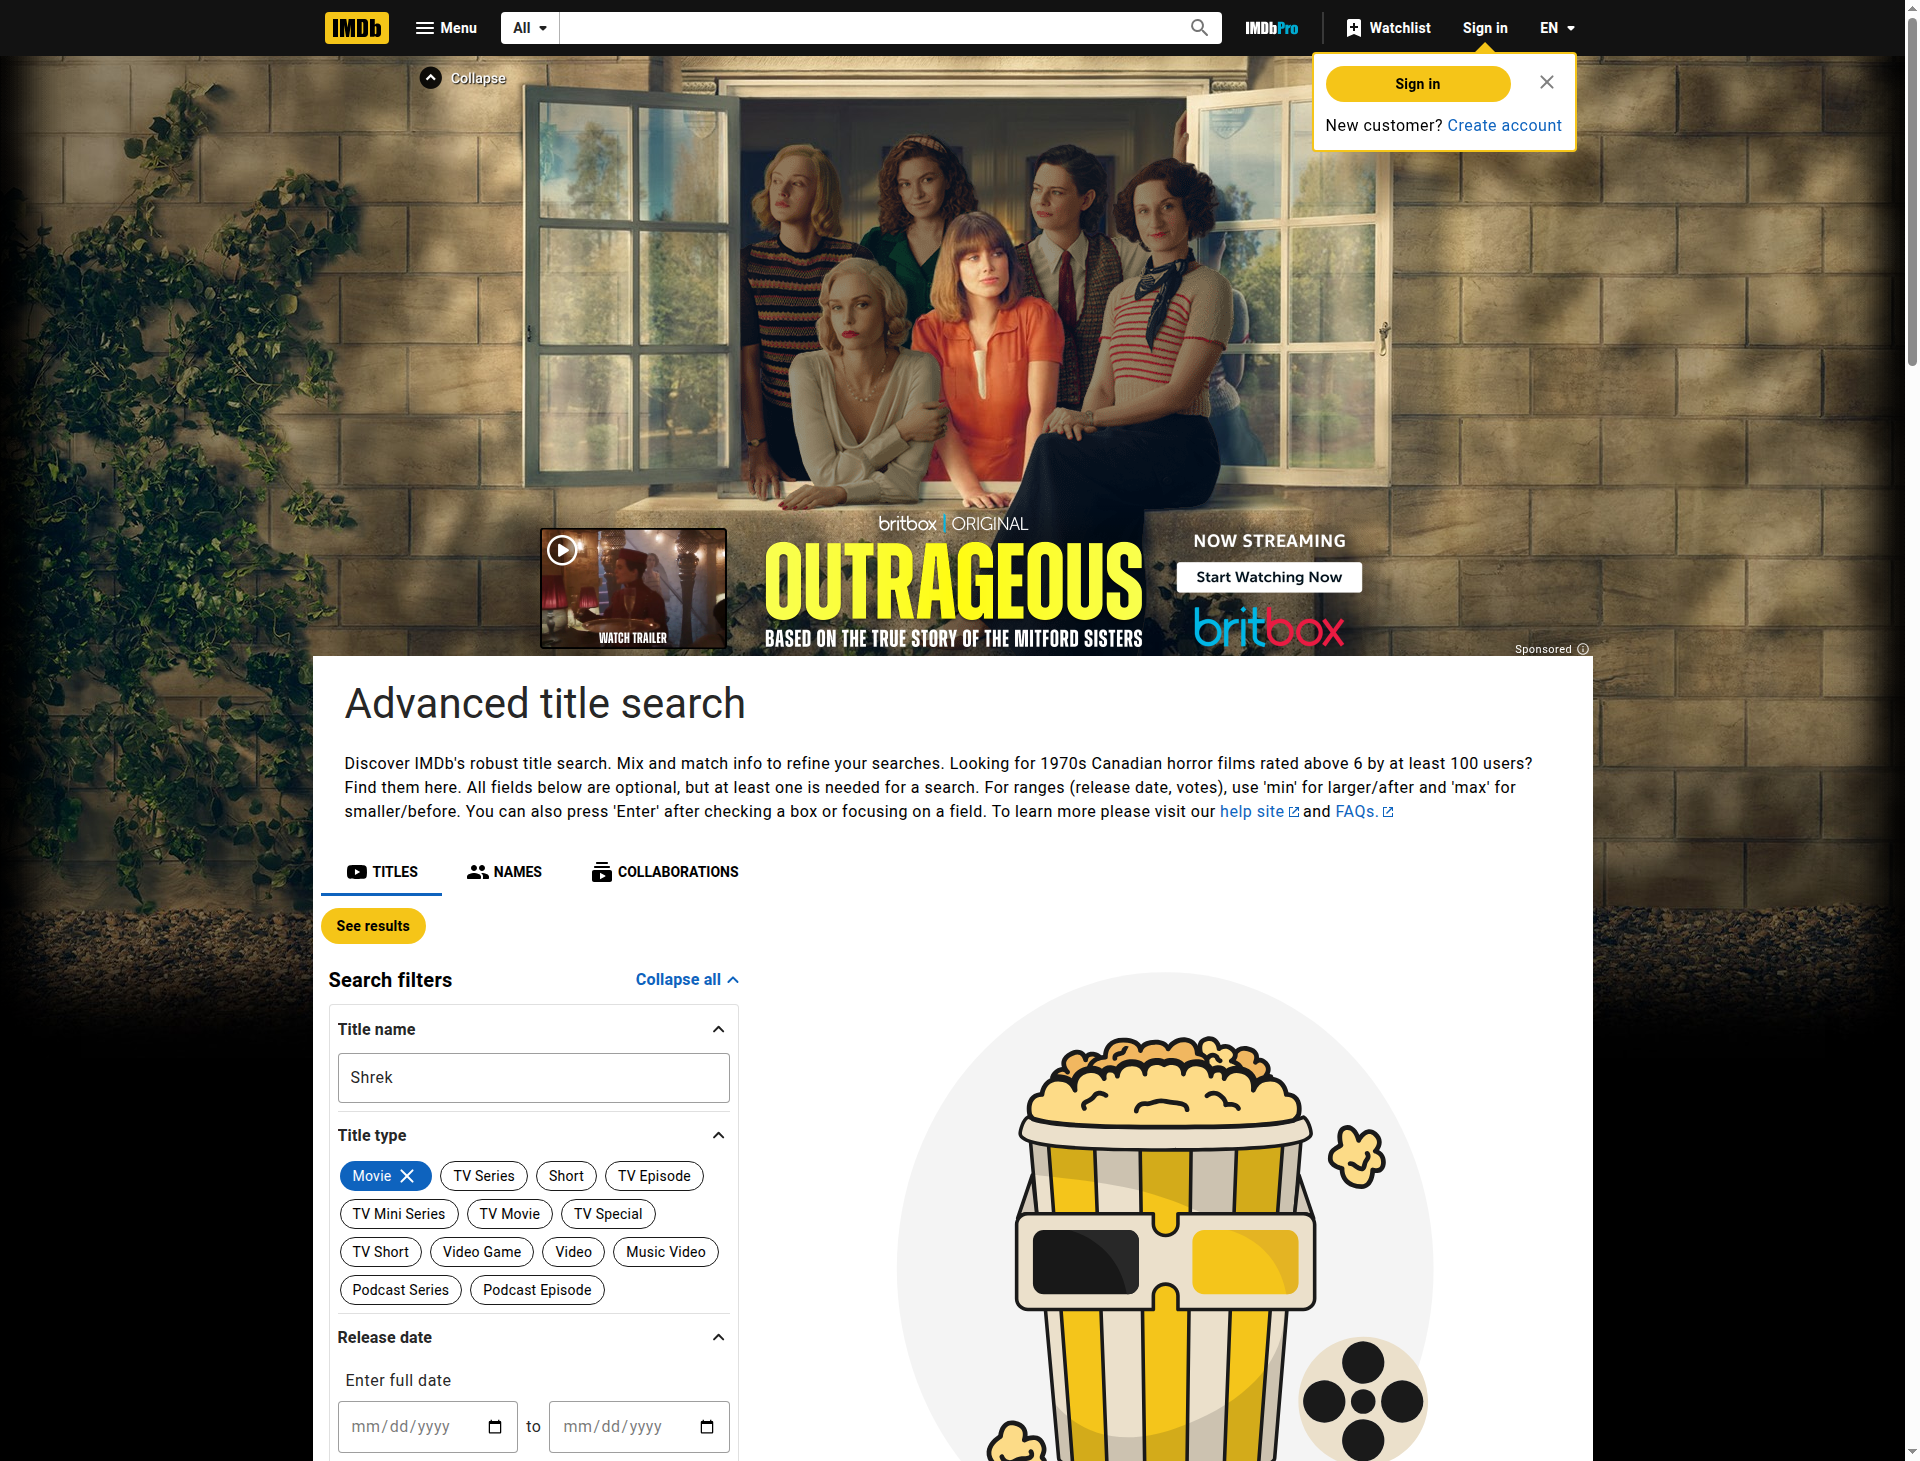 IMDb
Menu
All
IMDbPro
Watchlist
Sign in
EN
Collapse
Sign in
New customer? Create account
britbox | ORIGINAL
OUTRAGEOUS
BASED ON THE TRUE STORY OF THE MITFORD SISTERS
WATCH TRAILER
NOW STREAMING
Start Watching Now
britbox
Sponsored
Advanced title search
Discover IMDb's robust title search. Mix and match info to refine your searches. Looking for 1970s Canadian horror films rated above 6 by at least 100 users?
Find them here. All fields below are optional, but at least one is needed for a search. For ranges (release date, votes), use 'min' for larger/after and 'max' for
smaller/before. You can also press 'Enter' after checking a box or focusing on a field. To learn more please visit our help site and FAQs.
TITLES
NAMES
COLLABORATIONS
See results
Search filters
Collapse all
Title name
Shrek
Title type
Movie
TV Series
Short
TV Episode
TV Mini Series
TV Movie
TV Special
TV Short
Video Game
Video
Music Video
Podcast Series
Podcast Episode
Release date
Enter full date
mm/dd/yyyy
to
mm/dd/yyyy